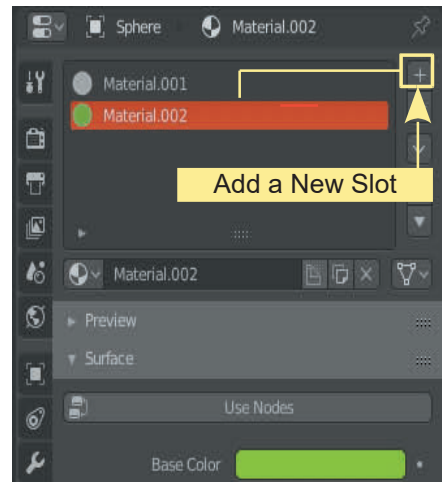 Sphere Material.002
Material.001
Material.002
Add a New Slot
Material.002
Preview
Surface
Use Nodes
Base Color